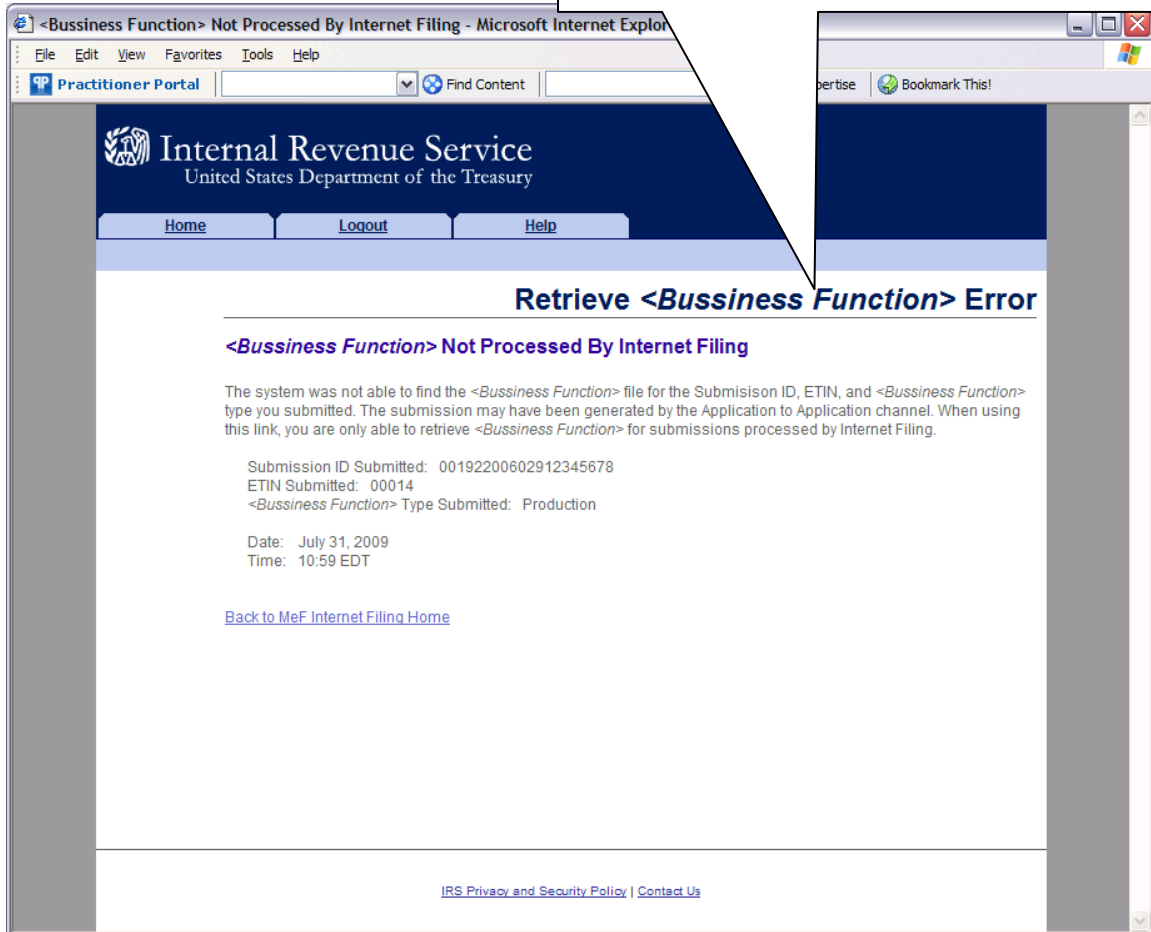 <Bussiness Function> Not Processed By Internet Filing - Microsoft Internet Explor
File Edit View Favorites Tools Help
Practitioner Portal Find Content Bookmark This!
Internal Revenue Service
United States Department of the Treasury
Home Logout Help
Retrieve <Bussiness Function> Error
<Bussiness Function> Not Processed By Internet Filing
The system was not able to find the <Bussiness Function> file for the Submisison ID, ETIN, and <Bussiness Function>
type you submitted. The submission may have been generated by the Application to Application channel. When using
this link, you are only able to retrieve <Bussiness Function> for submissions processed by Internet Filing.
Submission ID Submitted: 00192200602912345678
ETIN Submitted: 00014
<Bussiness Function> Type Submitted: Production
Date: July 31, 2009
Time: 10:59 EDT
Back to MeF Internet Filing Home
IRS Privacy and Security Policy | Contact Us